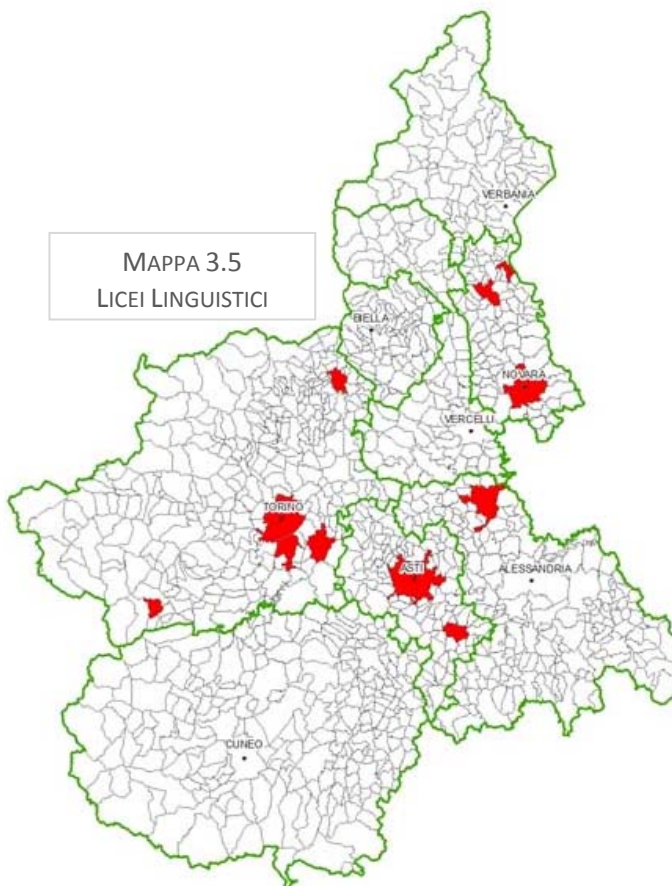 MAPPA 3.5
LICEI LINGUISTICI
VERBANIA
BIELLA
NOVARA
VERCELLI
TORINO
ASTI
ALESSANDRIA
CUNEO